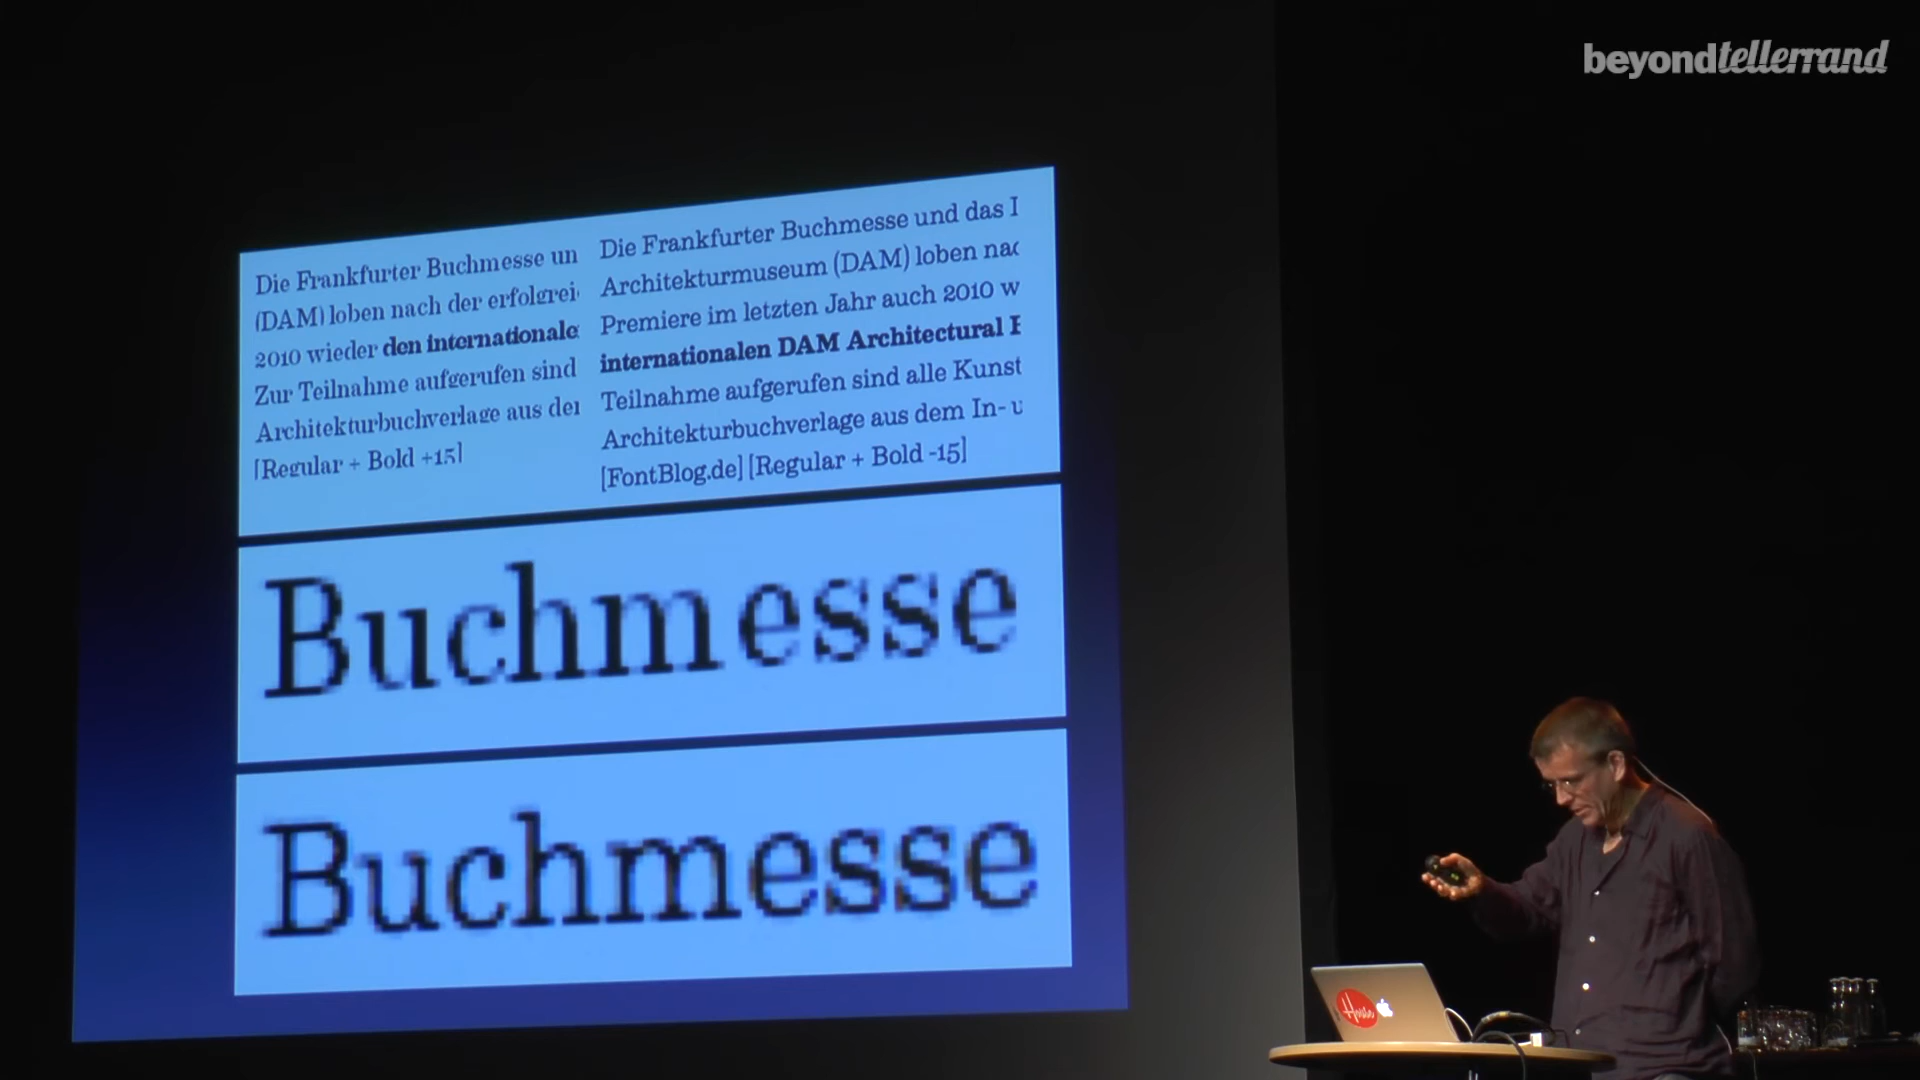 beyondtellerrand
Die Frankfurter Buchmesse un
(DAM) loben nach der erfolgrei
2010 wieder den internationale
Zur Teilnahme aufgerufen sind
Architekturbuchverlage aus der
[Regular + Bold +15]
Die Frankfurter Buchmesse und das I
Architekturmuseum (DAM) loben nac
Premiere im letzten Jahr auch 2010 w
internationalen DAM Architectural
Teilnahme aufgerufen sind alle Kunst
Architekturbuchverlage aus dem In- u
[FontBlog.de] [Regular + Bold -15]
Buchmesse
Buchmesse